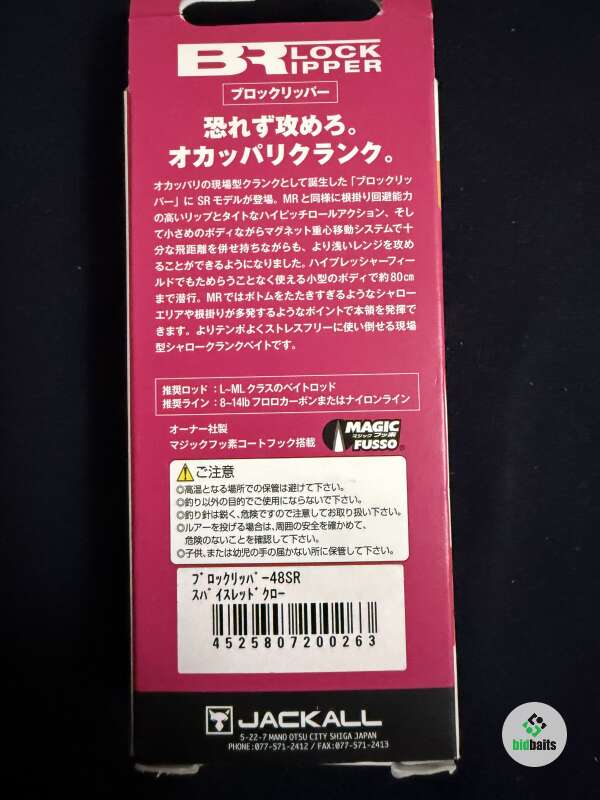 BR LOCK
IPPER
ブロックリッパー
恐れず攻めろ。
オカッパリクランク。
オカッパリの現場型クランクとして誕生した「ブロックリッ
パー」に SRモデルが登場。MRと同様に根掛り回避能力
の高いリップとタイトなハイピッチロールアクション、そし
て小さめのボディながらマグネット重心移動システムで十
分な飛距離を併せ持ちながらも、より浅いレンジを攻め
ることができるようになりました。ハイプレッシャーフィー
ルドでもためらうことなく使える小型のボディで約80cm
まで潜行。MRではボトムをたたきすぎるようなシャロー
エリアや根掛りが多発するようなポイントで本領を発揮で
きます。よりテンポよくストレスフリーに使い倒せる現場
型シャロークランクベイトです。
推奨ロッド：L~MLクラスのベイトロッド
推奨ライン：8~14lbフロロカーボンまたはナイロンライン
オーナー社製
マジックフッ素コートフック搭載
MAGIC
マジックフッ素
FUSSO
ご注意
◎高温となる場所での保管は避けて下さい。
◎釣り以外の目的でご使用にならないで下さい。
◎釣り針は鋭く、危険ですので注意してお取り扱い下さい。
◎ルアーを投げる場合は、周囲の安全を確かめて、
危険のないことを確認して下さい。
◎子供、または幼児の手の届かない所に保管して下さい。
ﾌﾞﾛｯｸﾘｯﾊﾟｰ48SR
ｽﾊﾟｲｽﾚｯﾄﾞｸﾛｰ
4525807200263
JACKALL
5-22-7 MANO OTSU CITY SHIGA JAPAN
PHONE:077-571-2412 / FAX:077-571-2413
bidbaits